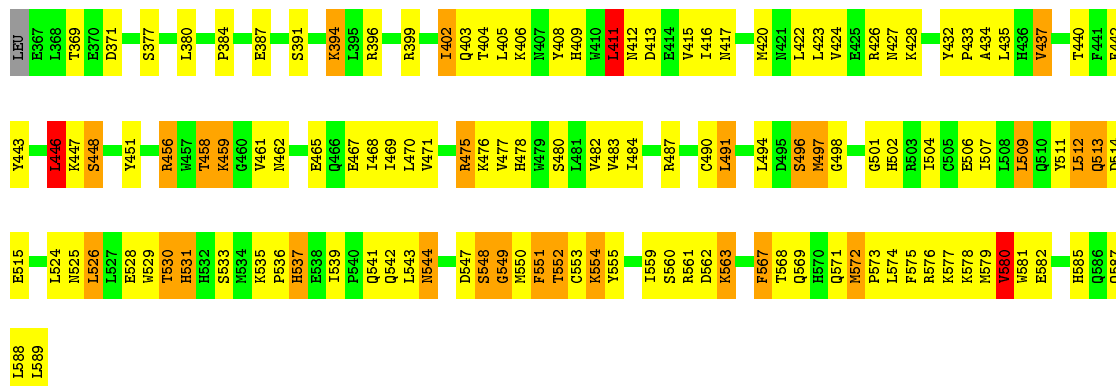 LEU E367 L368 T369 E370 D371 S377 L380 P384 E387 S391 K394 L395 R396 R399 I402 Q403 T404 L405 K406 N407 Y408 H409 W410 L411 N412 D413 E414 V415 I416 N417 M420 N421 L422 L423 V424 E425 R426 N427 K428 Y432 P433 A434 L435 H436 V437 T440 F441 F442
Y443 L446 K447 S448 Y451 R456 W457 T458 K459 G460 V461 N462 E465 Q466 E467 I468 I469 L470 V471 R475 K476 V477 H478 W479 S480 L481 V482 V483 I484 R487 C490 L491 L494 D495 S496 M497 G498 G501 H502 R503 I504 C505 E506 I507 L508 L509 Q510 Y511 L512 Q513 D514
E515 L524 N525 L526 L527 E528 W529 T530 H531 H532 S533 M534 K535 P536 H537 E538 I539 P540 Q541 Q542 L543 N544 D547 S548 G549 M550 F551 T552 C553 K554 Y555 I559 S560 R561 D562 K563 F567 T568 Q569 H570 Q571 M572 P573 L574 F575 R576 K577 K578 M579 V580 W581 E582 H585 Q586 Q587
L588 L589